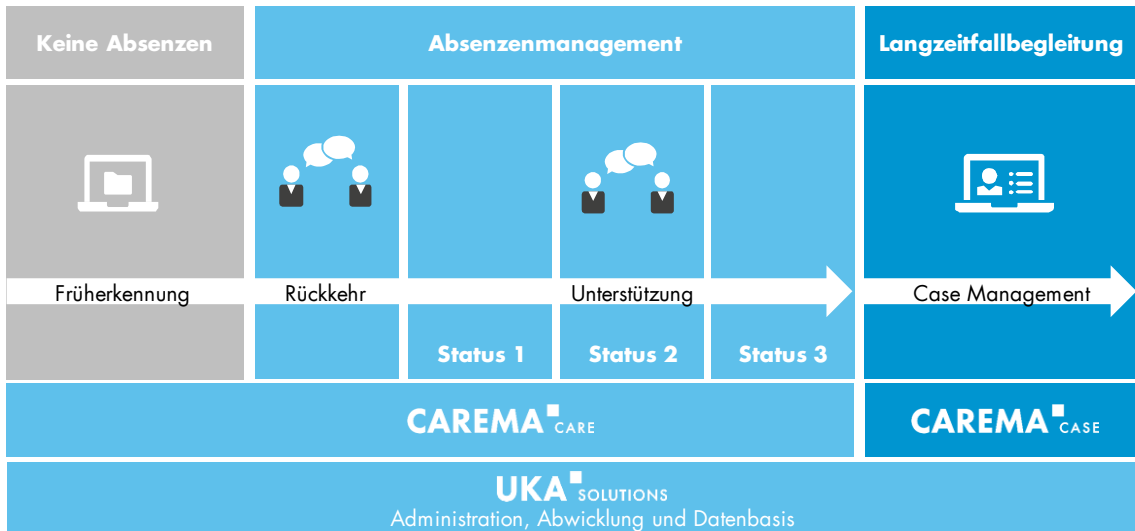 Keine Absenzen
Absenzenmanagement
Langzeitfallbegleitung
Früherkennung
Rückkehr
Unterstützung
Case Management
Status 1
Status 2
Status 3
CAREMA CARE
CAREMA CASE
UKA SOLUTIONS
Administration, Abwicklung und Datenbasis